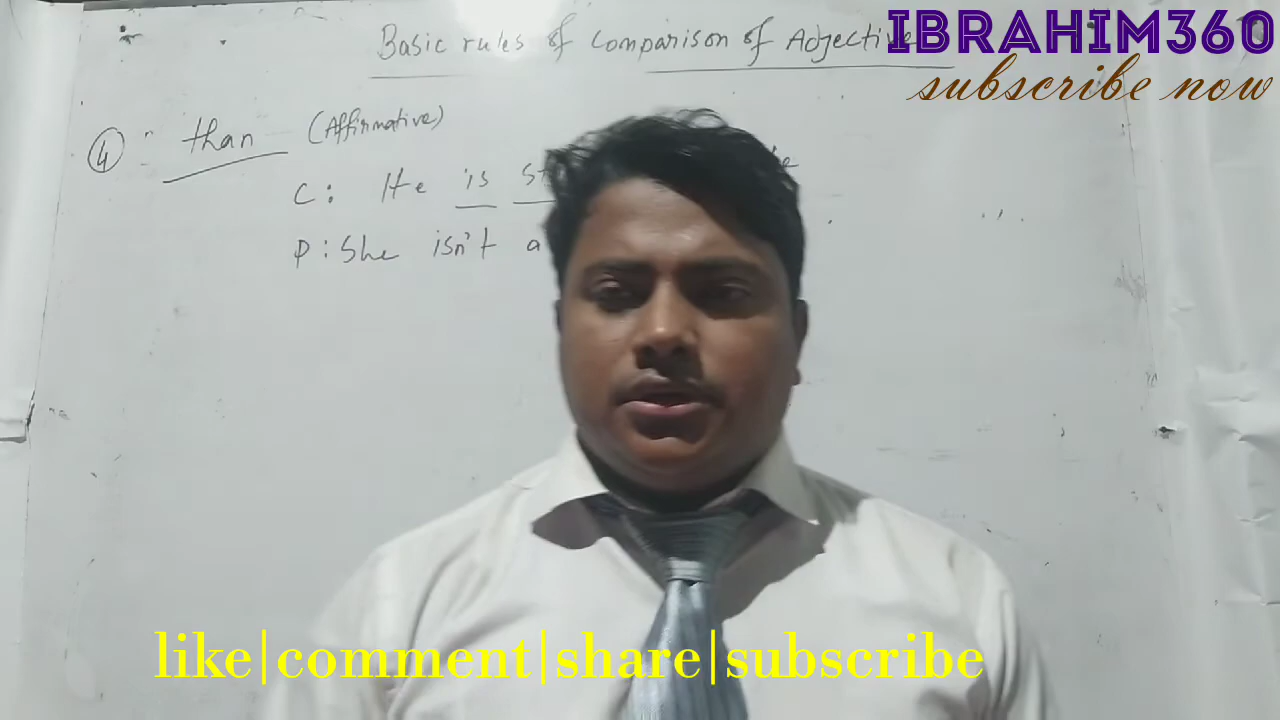 Basic rules of comparison of Adjective
IBRAHIM360
subscribe now
4 than (Affirmative)
C: He is
P: She isn't
like|comment|share|subscribe